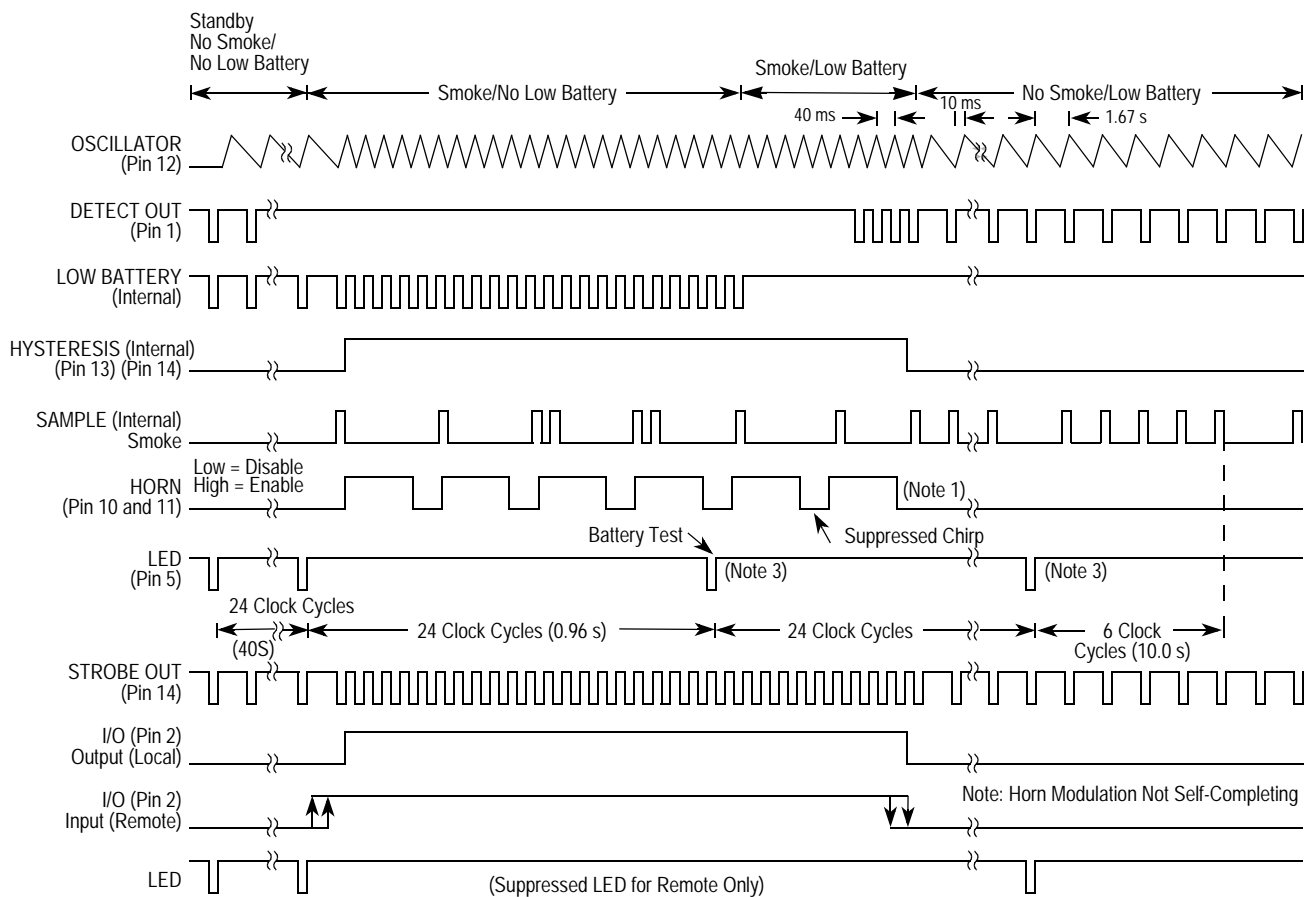 Standby
No Smoke/
No Low Battery
Smoke/No Low Battery
Smoke/Low Battery
No Smoke/Low Battery
40 ms
10 ms
1.67 s
OSCILLATOR
(Pin 12)
DETECT OUT
(Pin 1)
LOW BATTERY
(Internal)
HYSTERESIS (Internal)
(Pin 13) (Pin 14)
SAMPLE (Internal)
Smoke
Low = Disable
High = Enable
HORN
(Pin 10 and 11)
(Note 1)
Battery Test
Suppressed Chirp
LED
(Pin 5)
(Note 3)
(Note 3)
24 Clock Cycles
(40S)
24 Clock Cycles (0.96 s)
24 Clock Cycles
6 Clock
Cycles (10.0 s)
STROBE OUT
(Pin 14)
I/O (Pin 2)
Output (Local)
I/O (Pin 2)
Input (Remote)
Note: Horn Modulation Not Self-Completing
LED
(Suppressed LED for Remote Only)